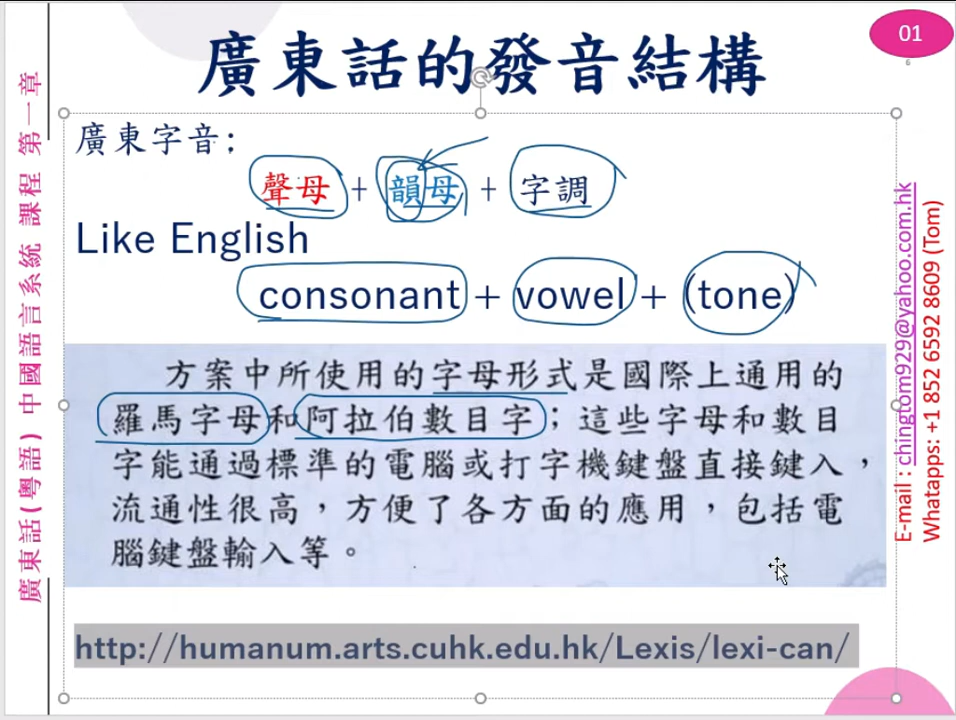 01
6
廣東話的發音結構
廣東字音：
聲母 + 韻母 + 字調
Like English
consonant + vowel + (tone)
方案中所使用的字母形式是國際上通用的
羅馬字母和阿拉伯數目字；這些字母和數目
字能通過標準的電腦或打字機鍵盤直接鍵入，
流通性很高，方便了各方面的應用，包括電
腦鍵盤輸入等。
http://humanum.arts.cuhk.edu.hk/Lexis/lexi-can/
廣東話(粵語) 中國語言系統 課程 第一章
E-mail : chingtom929@yahoo.com.hk
Whatapps: +1 852 6592 8609 (Tom)